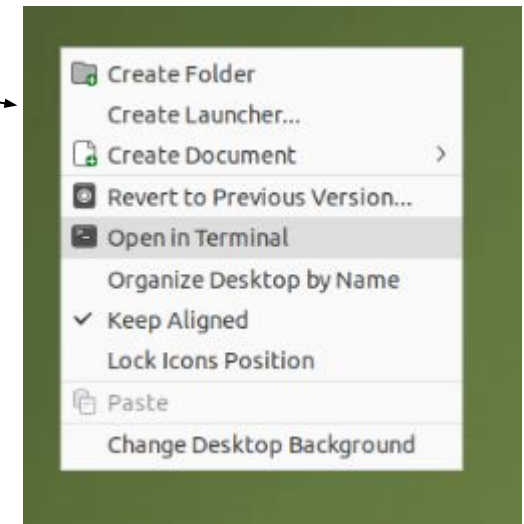 Create Folder
Create Launcher...
Create Document
Revert to Previous Version...
Open in Terminal
Organize Desktop by Name
Keep Aligned
Lock Icons Position
Paste
Change Desktop Background